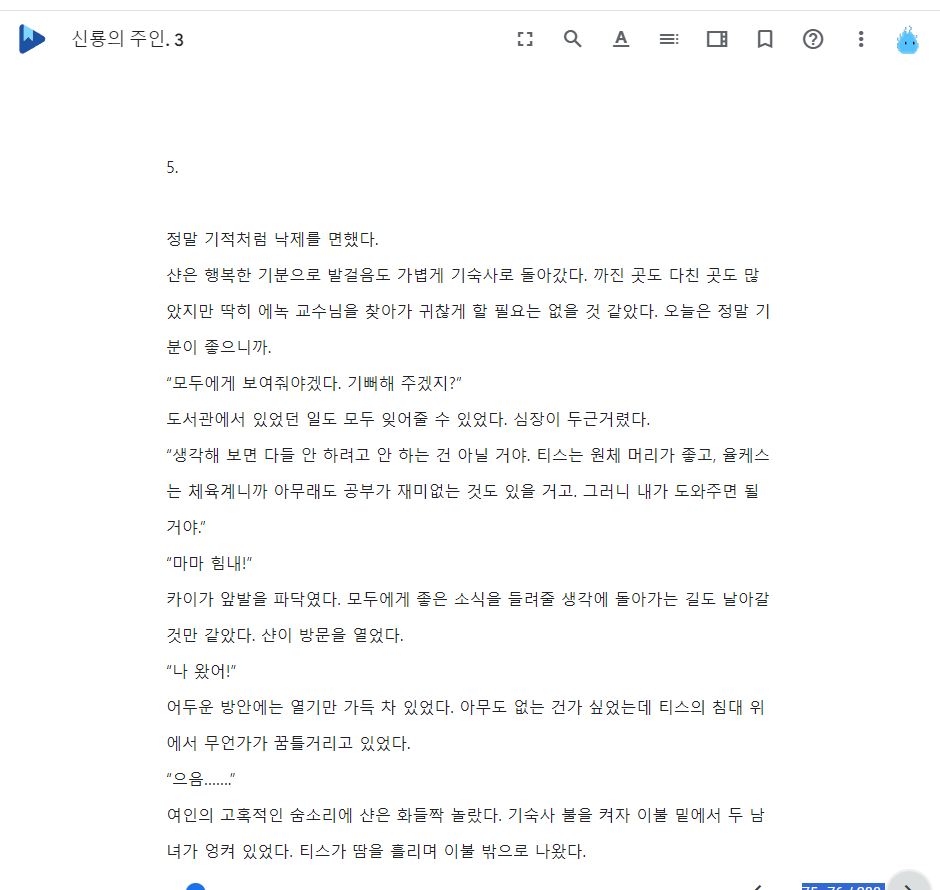 신룡의 주인. 3
5.
정말 기적처럼 낙제를 면했다.
샨은 행복한 기분으로 발걸음도 가볍게 기숙사로 돌아갔다. 까진 곳도 다친 곳도 많
았지만 딱히 에녹 교수님을 찾아가 귀찮게 할 필요는 없을 것 같았다. 오늘은 정말 기
분이 좋으니까.
“모두에게 보여줘야겠다. 기뻐해 주겠지?”
도서관에서 있었던 일도 모두 잊어줄 수 있었다. 심장이 두근거렸다.
“생각해 보면 다들 안 하려고 안 하는 건 아닐 거야. 티스는 원체 머리가 좋고, 율케스
는 체육계니까 아무래도 공부가 재미없는 것도 있을 거고. 그러니 내가 도와주면 될
거야.”
“마마 힘내!”
카이가 앞발을 파닥였다. 모두에게 좋은 소식을 들려줄 생각에 돌아가는 길도 날아갈
것만 같았다. 샨이 방문을 열었다.
“나 왔어!”
어두운 방안에는 열기만 가득 차 있었다. 아무도 없는 건가 싶었는데 티스의 침대 위
에서 무언가가 꿈틀거리고 있었다.
“으음…….”
여인의 고혹적인 숨소리에 샨은 화들짝 놀랐다. 기숙사 불을 켜자 이불 밑에서 두 남
녀가 엉켜 있었다. 티스가 땀을 흘리며 이불 밖으로 나왔다.